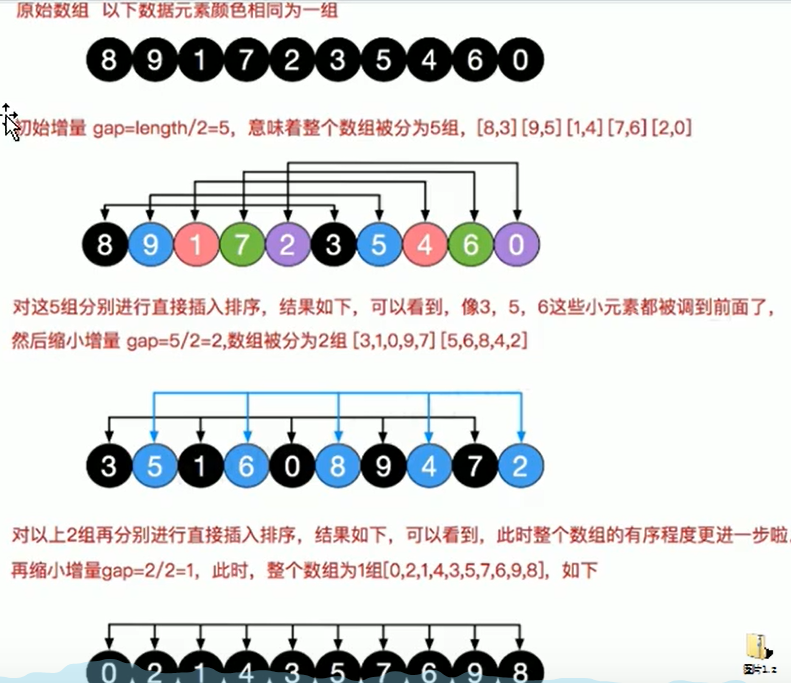 原始数组 以下数据元素颜色相同为一组
8 9 1 7 2 3 5 4 6 0
初始增量 gap=length/2=5，意味着整个数组被分为5组，[8,3] [9,5] [1,4] [7,6] [2,0]
8 9 1 7 2 3 5 4 6 0
对这5组分别进行直接插入排序，结果如下，可以看到，像3，5，6这些小元素都被调到前面了，
然后缩小增量 gap=5/2=2,数组被分为2组 [3,1,0,9,7] [5,6,8,4,2]
3 5 1 6 0 8 9 4 7 2
对以上2组再分别进行直接插入排序，结果如下，可以看到，此时整个数组的有序程度更进一步啦
再缩小增量gap=2/2=1，此时，整个数组为1组[0,2,1,4,3,5,7,6,9,8]，如下
0 2 1 4 3 5 7 6 9 8
图片1.z